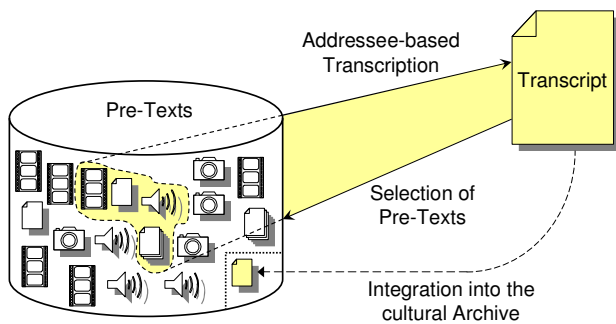 Addressee-based
Transcription
Transcript
Pre-Texts
Selection of
Pre-Texts
Integration into the
cultural Archive